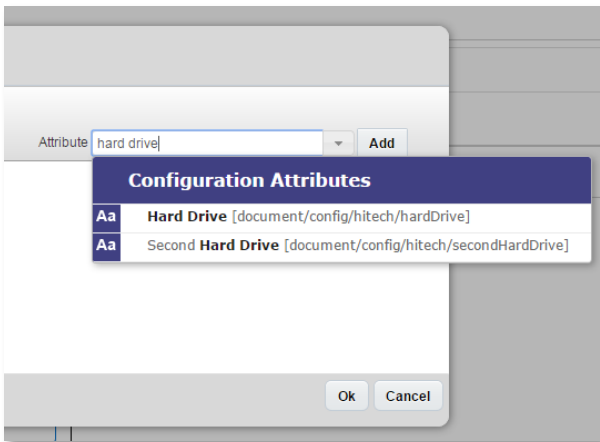 Attribute hard drive Add
Configuration Attributes
Aa Hard Drive [document/config/hitech/hardDrive]
Aa Second Hard Drive [document/config/hitech/secondHardDrive]
Ok Cancel